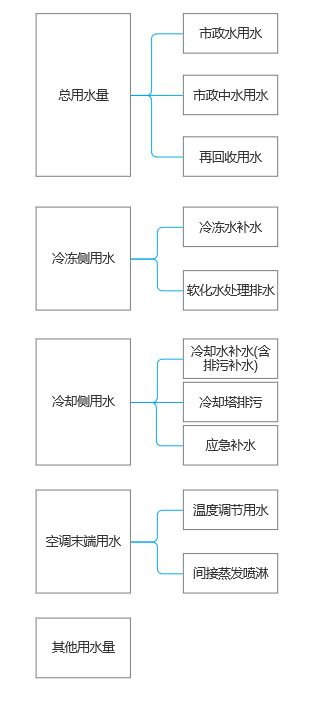 总用水量
市政水用水
市政中水用水
再回收用水
冷冻侧用水
冷冻水补水
软化水处理排水
冷却侧用水
冷却水补水(含
排污补水)
冷却塔排污
应急补水
空调末端用水
温度调节用水
间接蒸发喷淋
其他用水量